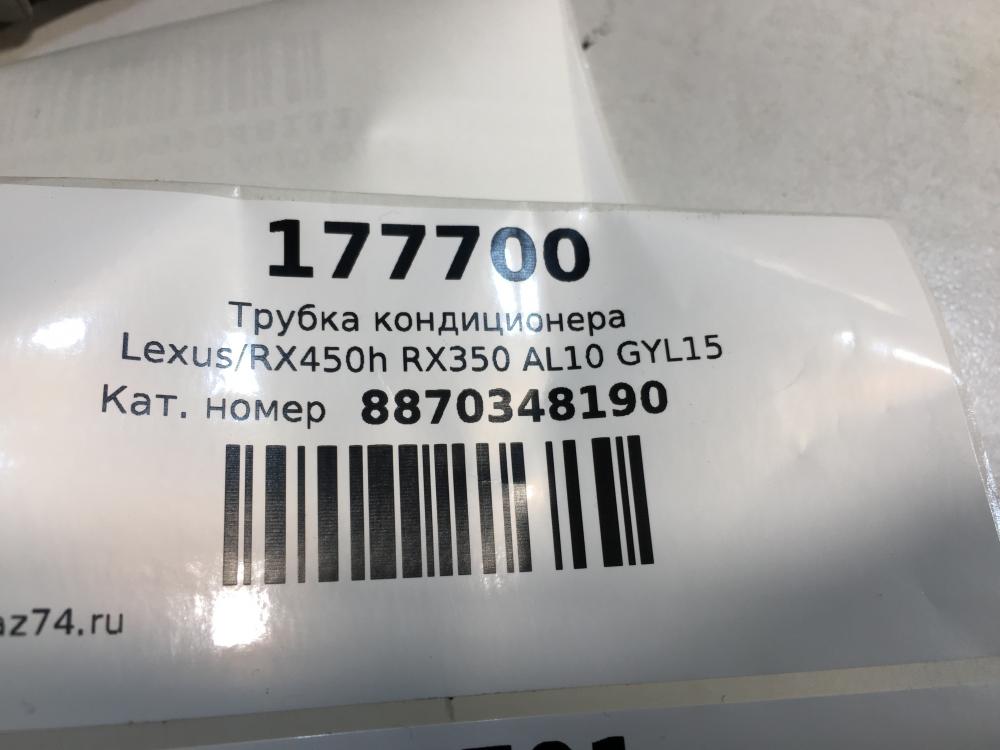 177700
Трубка кондиционера
Lexus/RX450h RX350 AL10 GYL15
Кат. номер 8870348190
az74.ru